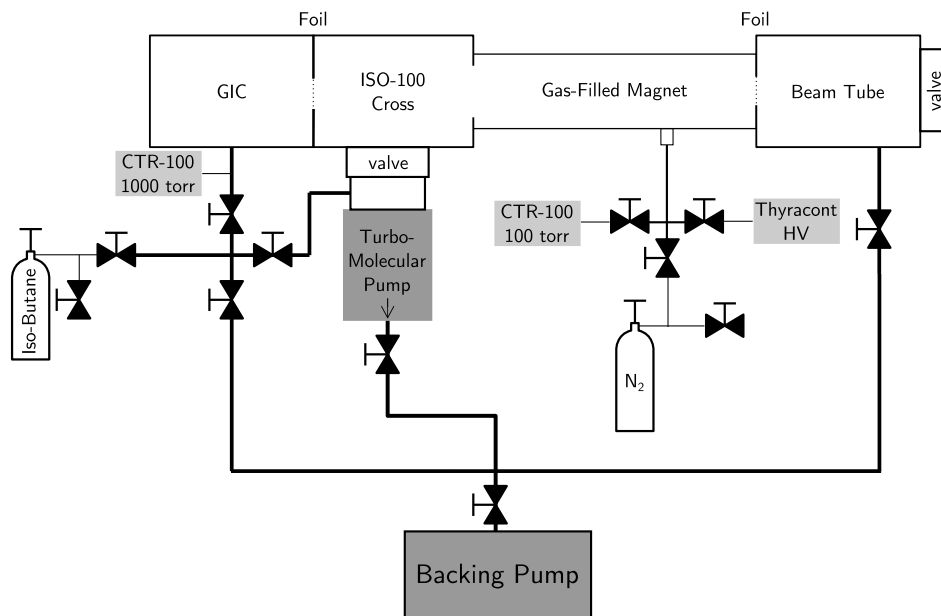 Foil
Foil
GIC
ISO-100
Cross
Gas-Filled Magnet
Beam Tube
valve
CTR-100
1000 torr
valve
CTR-100
100 torr
Thyracont
HV
Turbo-
Molecular
Pump
Iso-Butane
N₂
Backing Pump